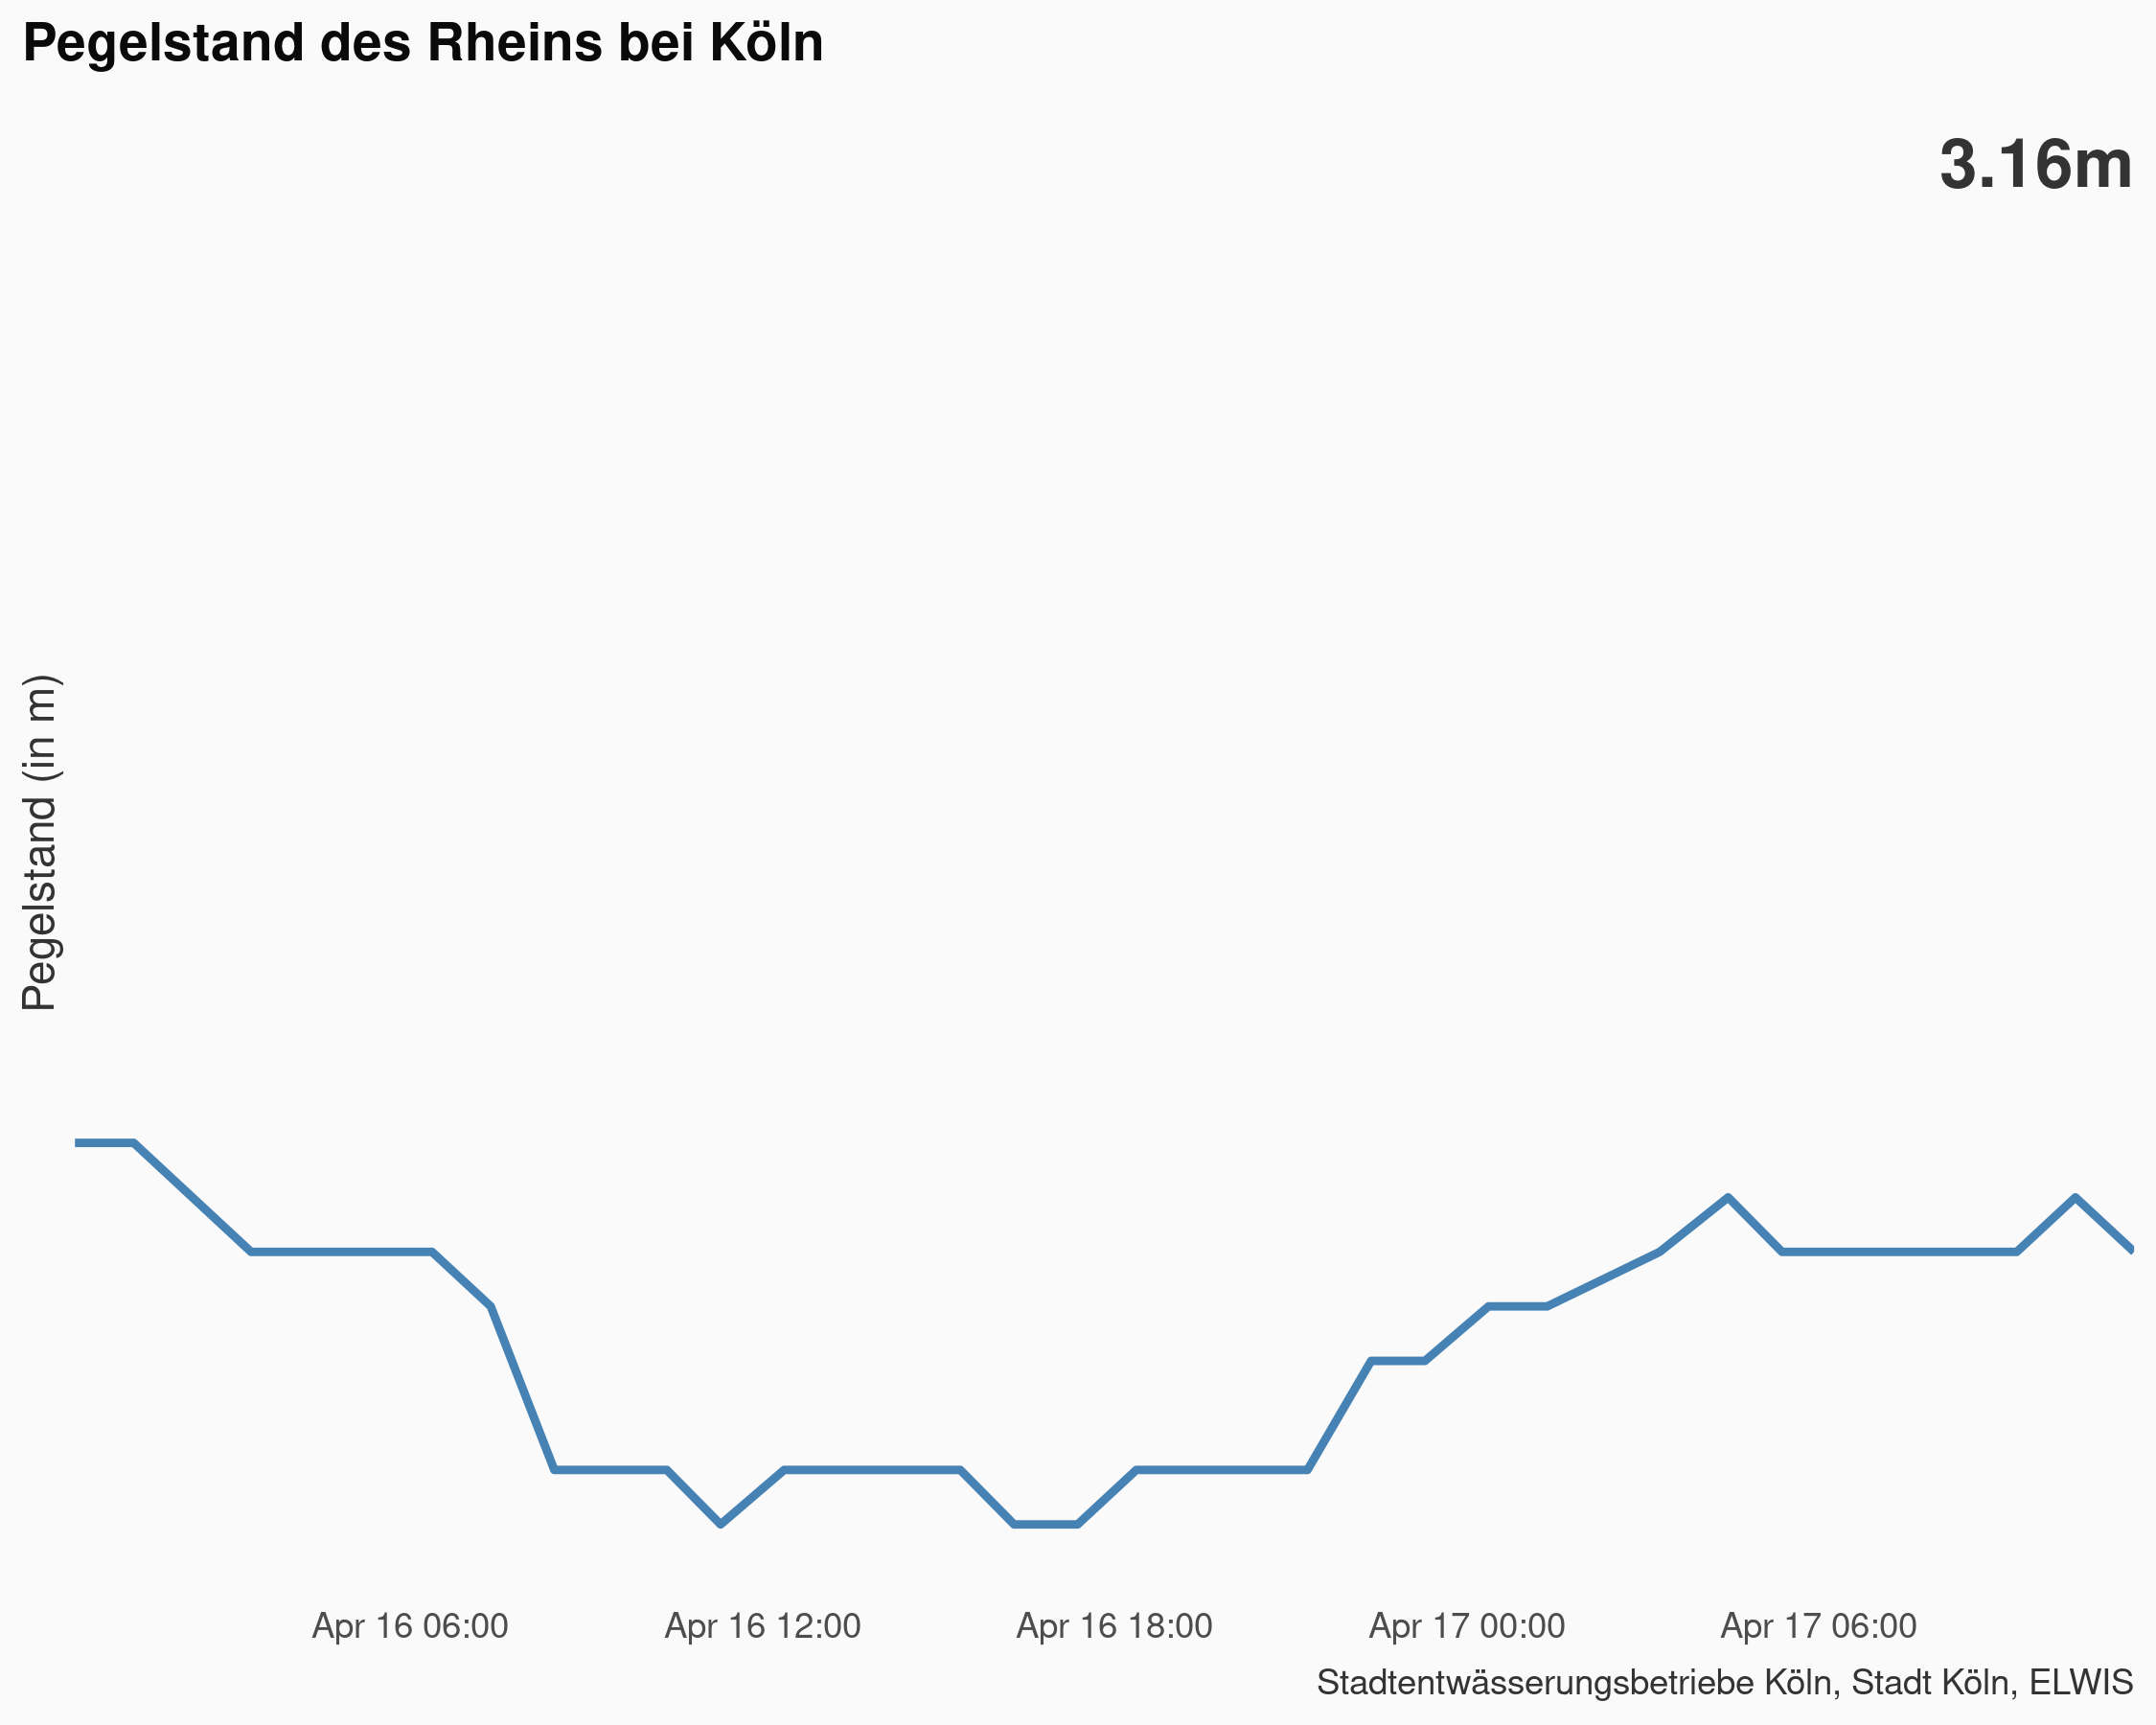 Pegelstand des Rheins bei Köln
3.16m
Pegelstand (in m)
Apr 16 06:00 Apr 16 12:00 Apr 16 18:00 Apr 17 00:00 Apr 17 06:00
Stadtentwässerungsbetriebe Köln, Stadt Köln, ELWIS